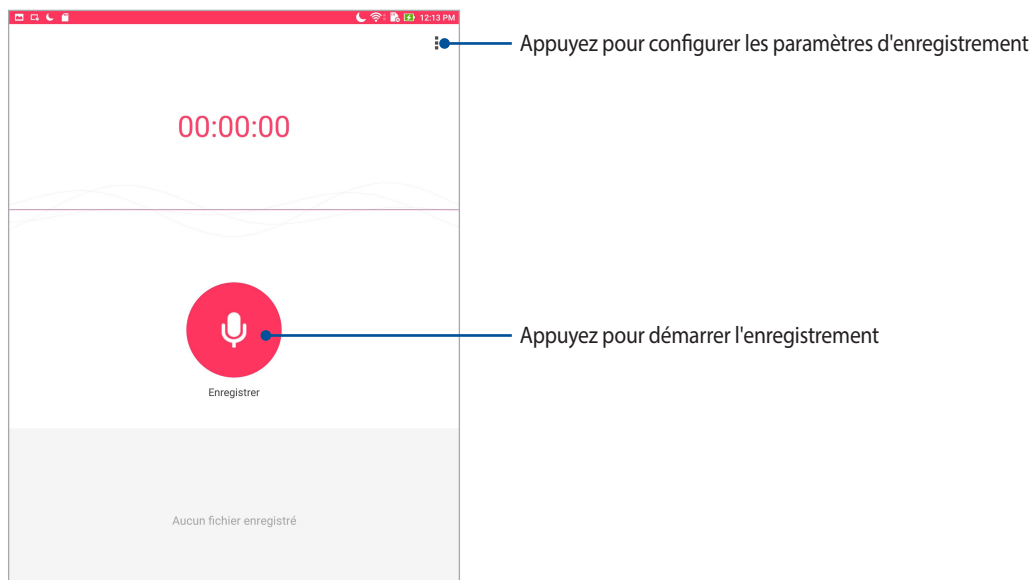 12:13 PM
Appuyez pour configurer les paramètres d'enregistrement
00:00:00
Appuyez pour démarrer l'enregistrement
Enregistrer
Aucun fichier enregistré